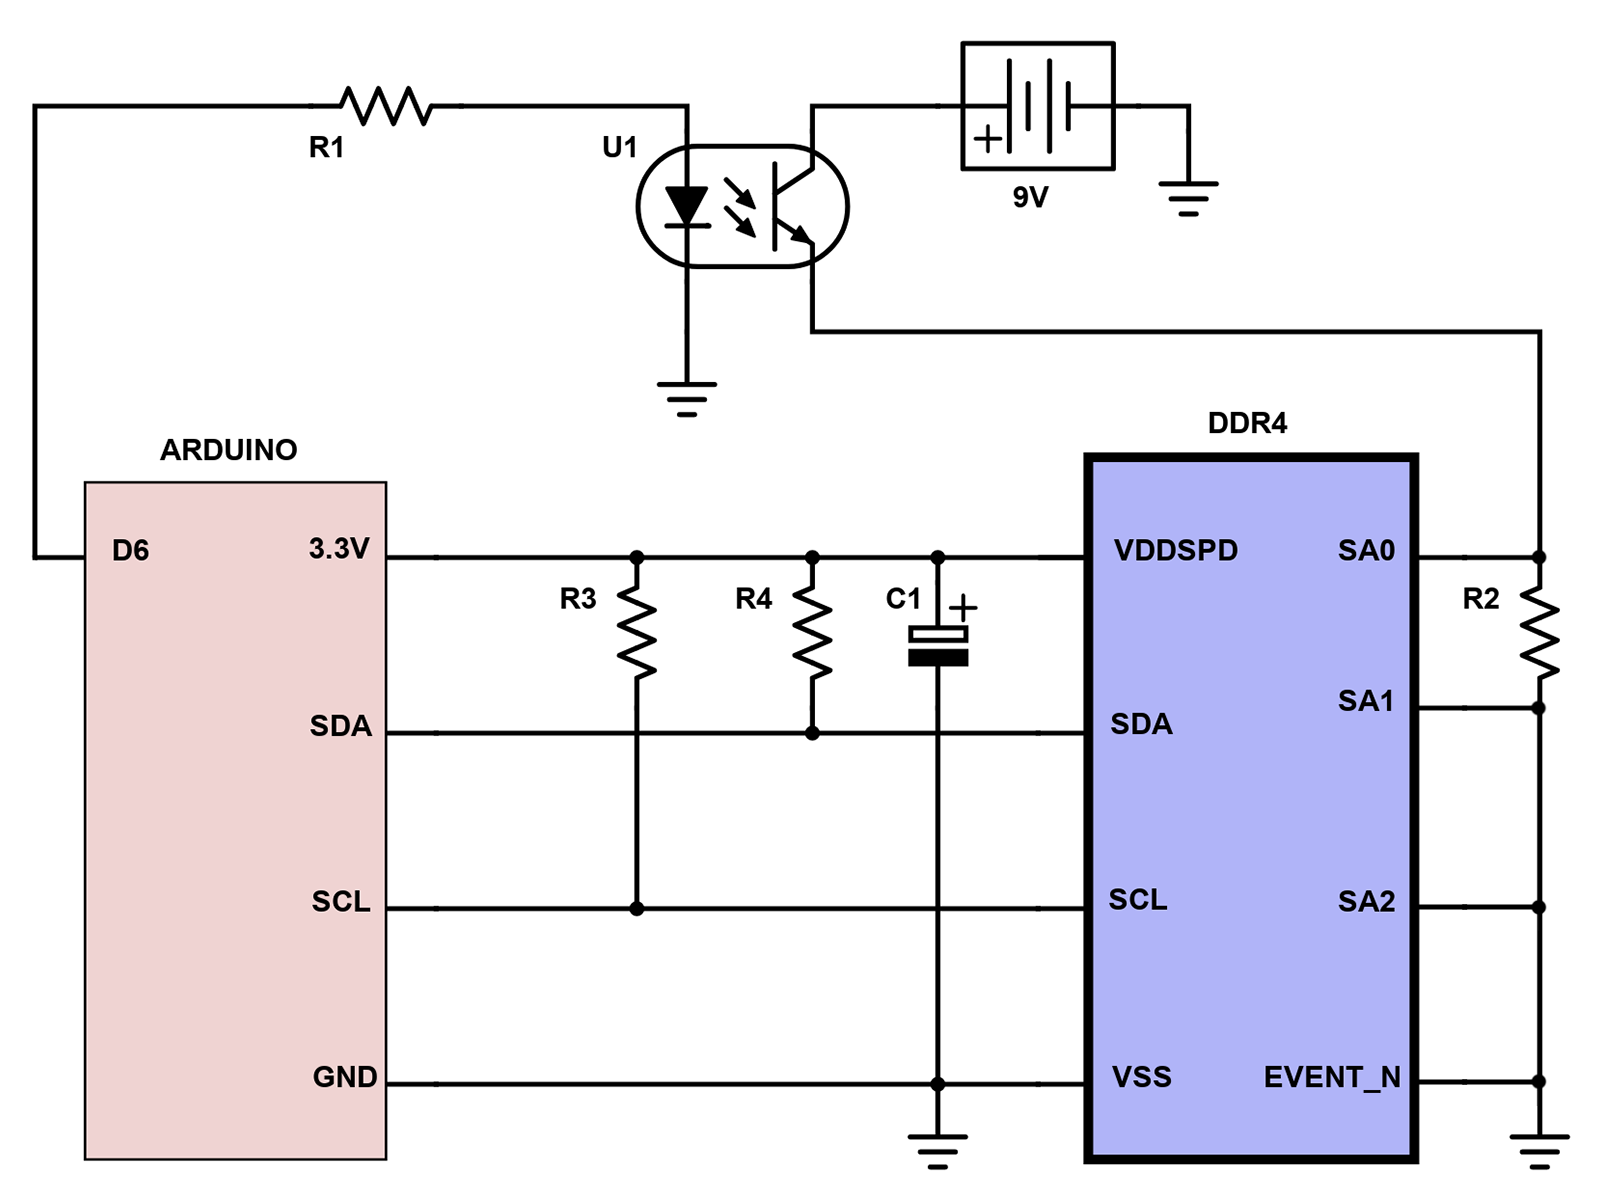 R1
U1
+
9V
DDR4
ARDUINO
D6
3.3V
VDDSPD
SA0
R3
R4
C1
+
R2
SA1
SDA
SDA
SCL
SCL
SA2
GND
VSS
EVENT_N